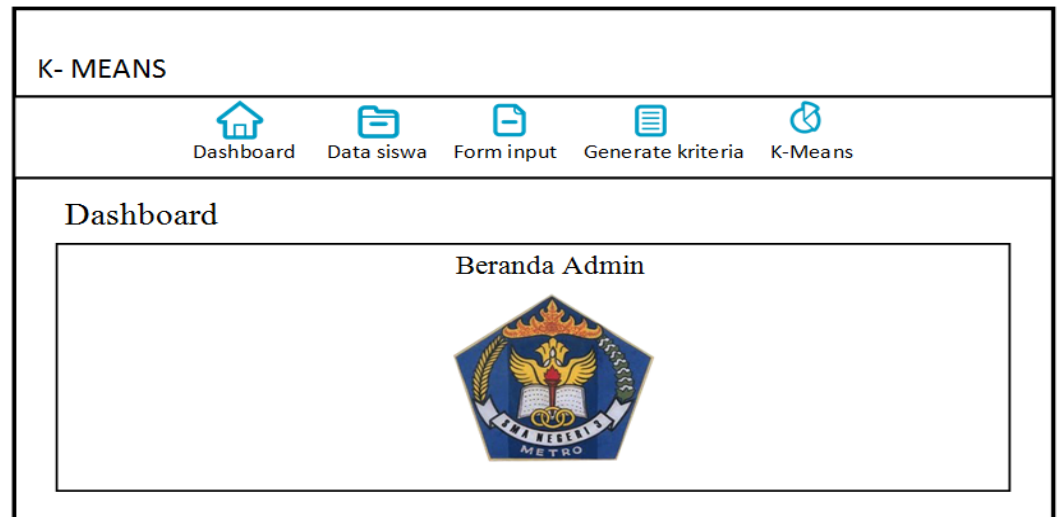 K- MEANS
Dashboard Data siswa Form input Generate kriteria K-Means
Dashboard
Beranda Admin
SMA NEGERI 3
METRO